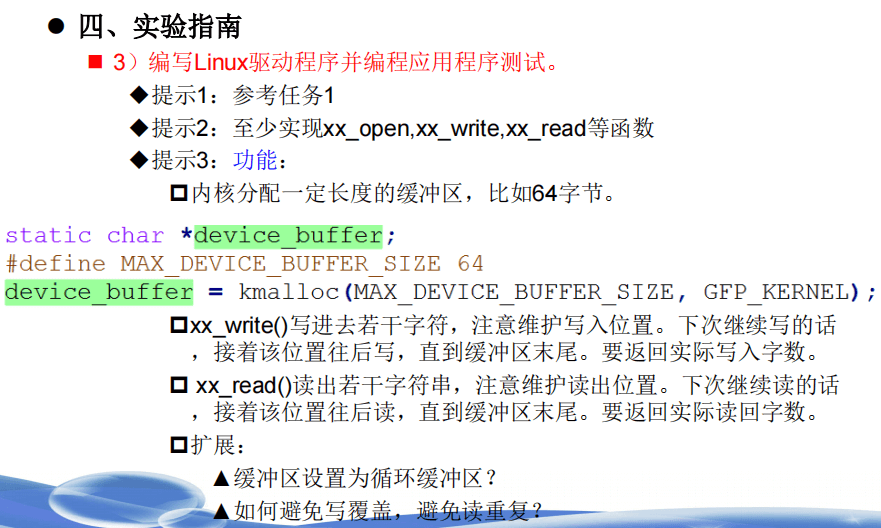 ● 四、实验指南
■ 3）编写Linux驱动程序并编程应用程序测试。
◆提示1：参考任务1
◆提示2：至少实现xx_open,xx_write,xx_read等函数
◆提示3：功能：
内核分配一定长度的缓冲区，比如64字节。
static char *device_buffer;
#define MAX_DEVICE_BUFFER_SIZE 64
device_buffer = kmalloc(MAX_DEVICE_BUFFER_SIZE, GFP_KERNEL);
xx_write()写进去若干字符，注意维护写入位置。下次继续写的话
，接着该位置往后写，直到缓冲区末尾。要返回实际写入字数。
xx_read()读出若干字符串，注意维护读出位置。下次继续读的话
，接着该位置往后读，直到缓冲区末尾。要返回实际读回字数。
扩展：
▲缓冲区设置为循环缓冲区？
▲如何避免写覆盖，避免读重复？